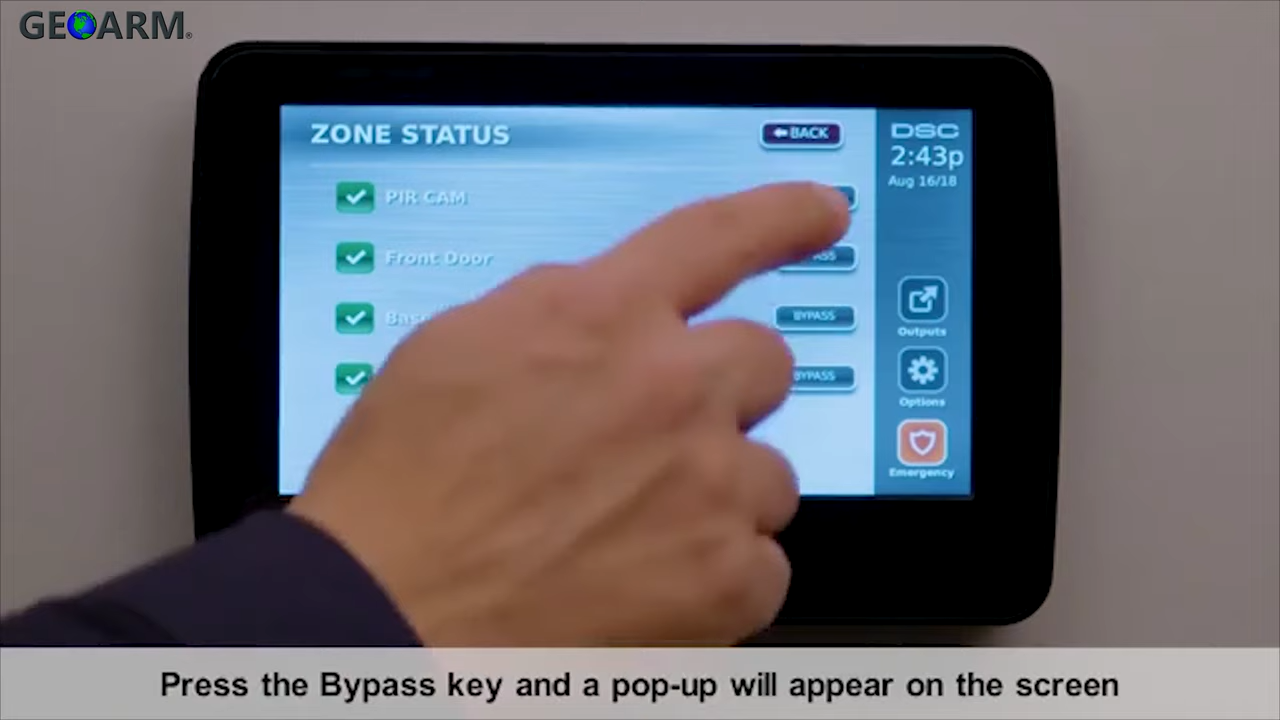 GEOARM®
ZONE STATUS
BACK
DSC
2:43p
Aug 16/18
PIR CAM
Front Door
BYPASS
BYPASS
Outputs
Options
Emergency
Press the Bypass key and a pop-up will appear on the screen